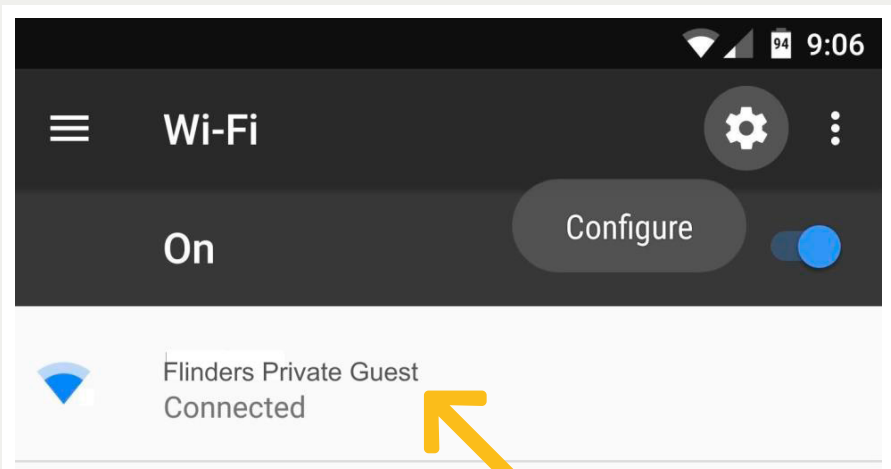 94 9:06
Wi-Fi
Configure
On
Flinders Private Guest
Connected